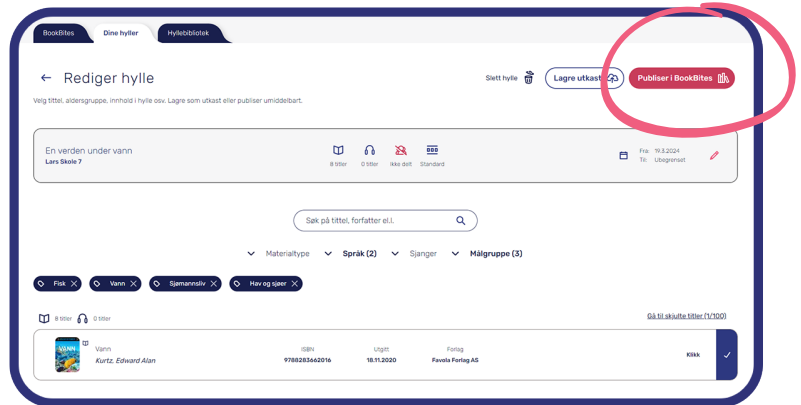 BookBites Dine hyller Hyllebibliotek
← Rediger hylle
Slett hylle Lagre utkast Publiser i BookBites
Velg tittel, aldersgruppe, innhold i hylle osv. Lagre som utkast eller publiser umiddelbart.
En verden under vann
Lars Skole 7
8 titler 0 titler Ikke delt Standard
Fra: 19.3.2024
Til: Ubegrenset
Søk på tittel, forfatter el.l.
Materialtype Språk (2) Sjanger Målgruppe (3)
Fisk Vann Sjømannsliv Hav og sjøer
8 titler 0 titler
Gå til skjulte titler (1/100)
VANN
Vann
Kurtz, Edward Alan
ISBN
9788283662016
Utgitt
18.11.2020
Forlag
Favola Forlag AS
Klikk